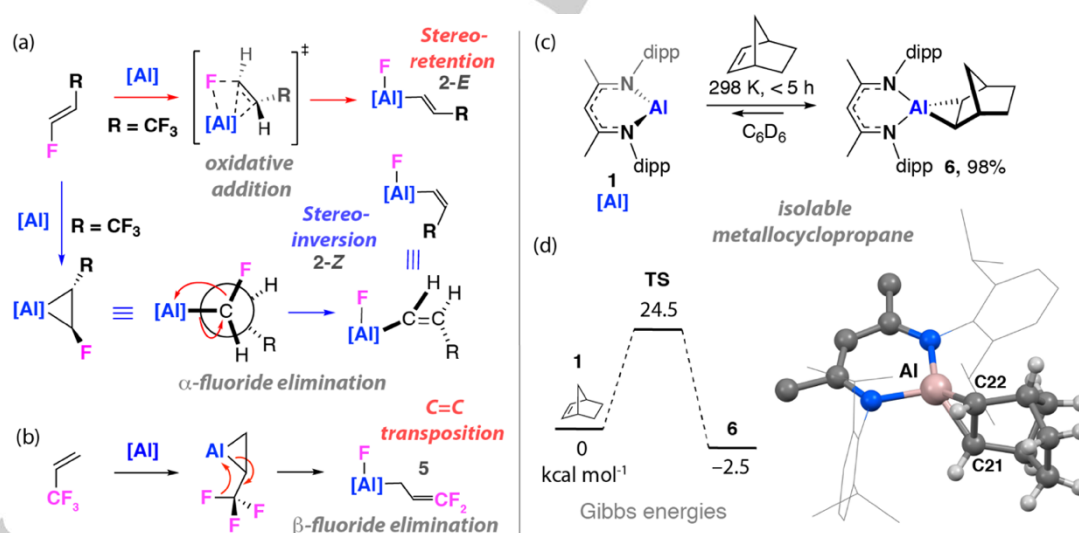 (a)
F
R
[Al]
R = CF3
F
H
R
H
[Al]
‡
oxidative
addition
F
[Al]
R
Stereo-
retention
2-E
[Al]
R = CF3
[Al]
R
F
≡
[Al]
C
F
H
R
H
α-fluoride elimination
Stereo-
inversion
2-Z
F
[Al]
R
≡
F
[Al]
H
C=C
H
R
(b)
CF3
[Al]
Al
F
F
F
F
[Al]
5
CF2
C=C
transposition
β-fluoride elimination
(c)
dipp
N
Al
N
dipp
1
[Al]
298 K, < 5 h
C6D6
dipp
N
Al
N
dipp
6, 98%
isolable
metallocyclopropane
(d)
TS
24.5
1
0
kcal mol-1
6
−2.5
Gibbs energies
Al
C22
C21